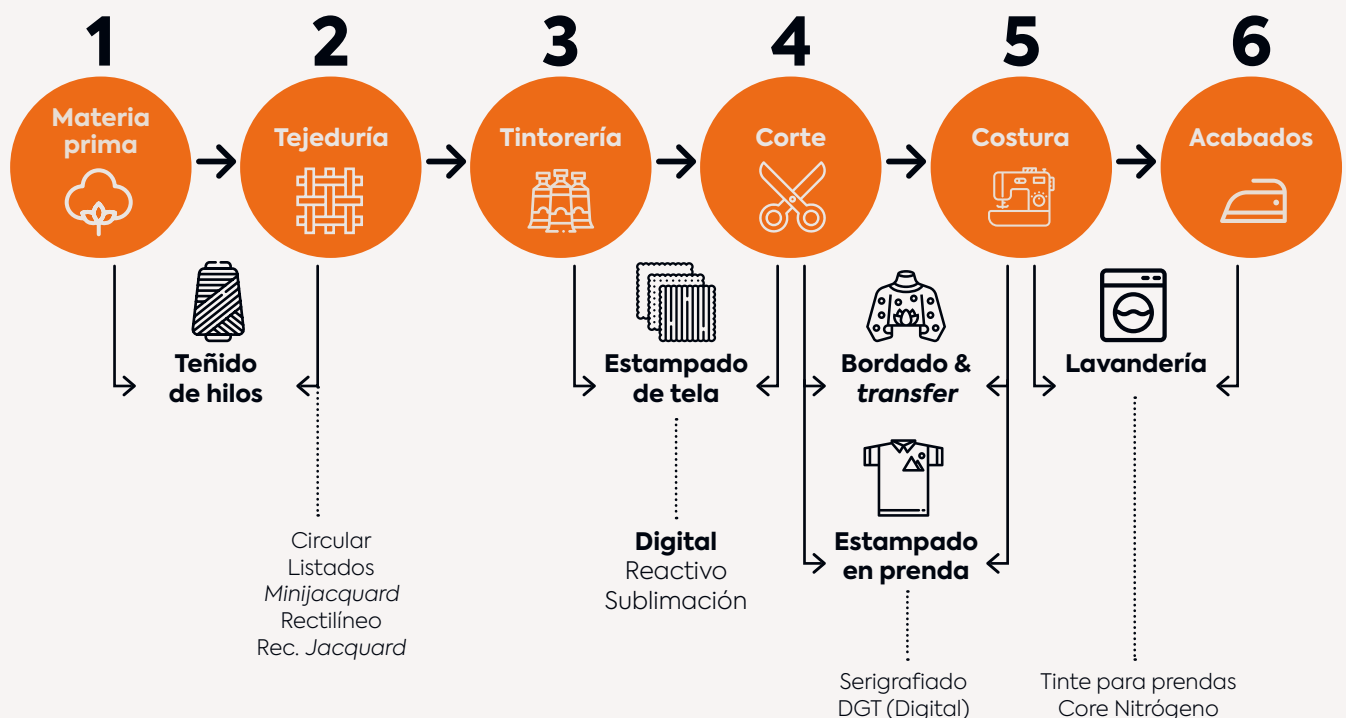 1
2
3
4
5
6
Materia
prima
Tejeduría
Tintorería
Corte
Costura
Acabados
Teñido
de hilos
Estampado
de tela
Bordado &
transfer
Lavandería
Estampado
en prenda
Circular
Listados
Minijacquard
Rectilíneo
Rec. Jacquard
Digital
Reactivo
Sublimación
Serigrafiado
DGT (Digital)
Tinte para prendas
Core Nitrógeno